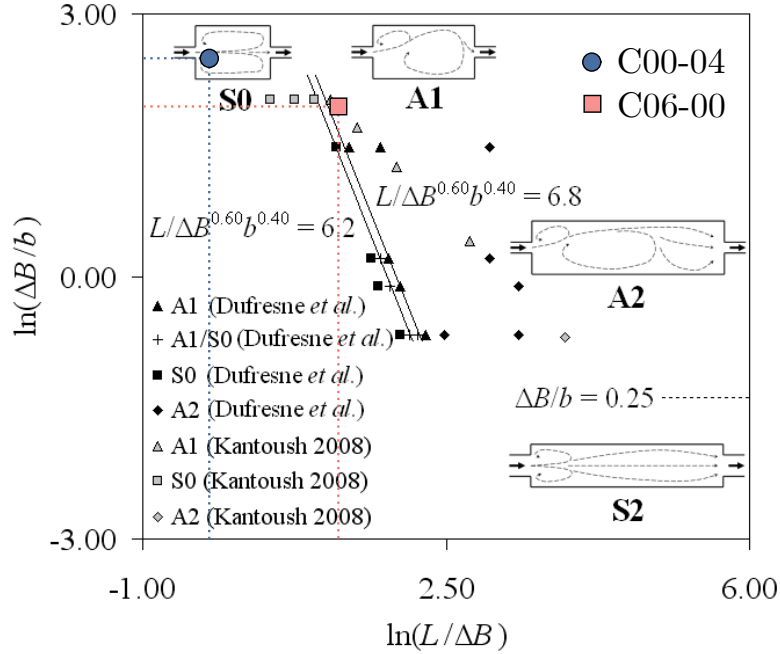 3.00
S0
A1
C00-04
C06-00
L/ΔB^0.60 b^0.40 = 6.8
L/ΔB^0.60 b^0.40 = 6.2
ln(ΔB/b)
0.00
A2
A1 (Dufresne et al.)
A1/S0 (Dufresne et al.)
S0 (Dufresne et al.)
A2 (Dufresne et al.)
A1 (Kantoush 2008)
S0 (Kantoush 2008)
A2 (Kantoush 2008)
ΔB/b = 0.25
S2
-3.00
-1.00
2.50
6.00
ln(L/ΔB)